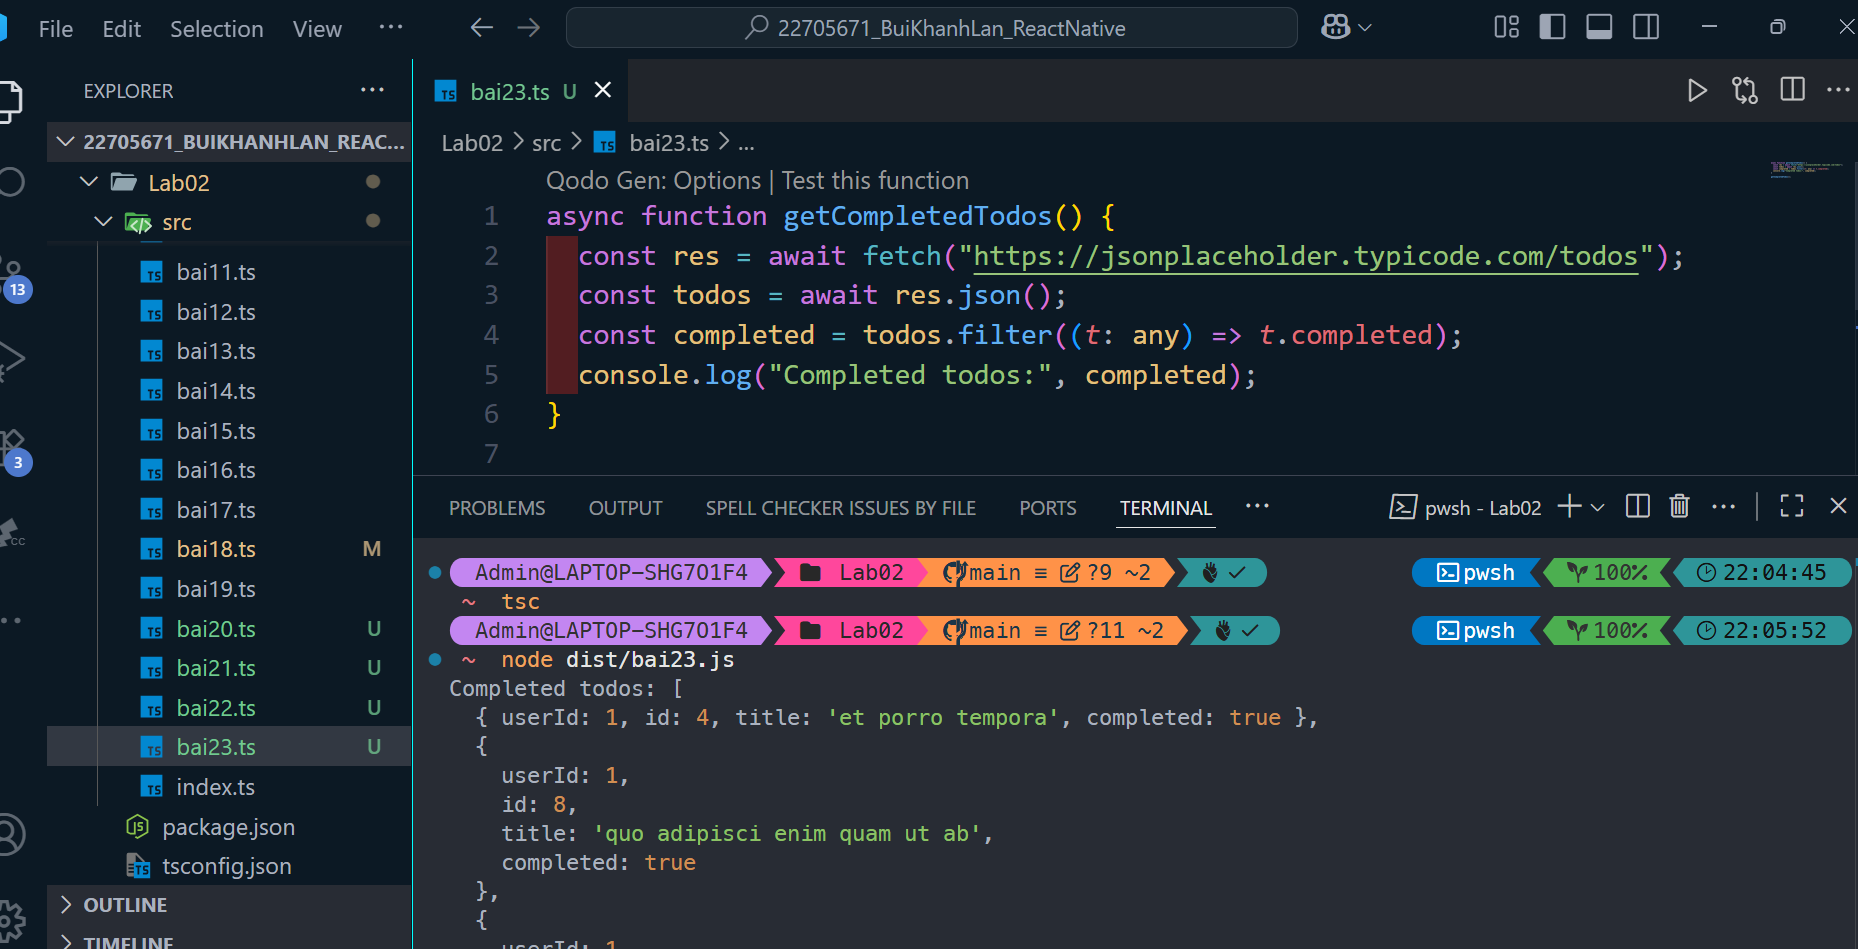 File Edit Selection View ···
22705671_BuiKhanhLan_ReactNative
EXPLORER ···
22705671_BUIKHANHLAN_REAC...
Lab02
src
bai11.ts
bai12.ts
bai13.ts
bai14.ts
bai15.ts
bai16.ts
bai17.ts
bai18.ts M
bai19.ts
bai20.ts U
bai21.ts U
bai22.ts U
bai23.ts U
index.ts
package.json
tsconfig.json
OUTLINE
TIMELINE
13
3
CC
TS bai23.ts U
Lab02 > src > TS bai23.ts > ...
Qodo Gen: Options | Test this function
1 async function getCompletedTodos() {
2 const res = await fetch("https://jsonplaceholder.typicode.com/todos");
3 const todos = await res.json();
4 const completed = todos.filter((t: any) => t.completed);
5 console.log("Completed todos:", completed);
6 }
7
PROBLEMS OUTPUT SPELL CHECKER ISSUES BY FILE PORTS TERMINAL ··· pwsh - Lab02
Admin@LAPTOP-SHG7O1F4 Lab02 main ≡ ?9 ~2 ✓ pwsh 100% 22:04:45
~ tsc
Admin@LAPTOP-SHG7O1F4 Lab02 main ≡ ?11 ~2 ✓ pwsh 100% 22:05:52
~ node dist/bai23.js
Completed todos: [
{ userId: 1, id: 4, title: 'et porro tempora', completed: true },
{
userId: 1,
id: 8,
title: 'quo adipisci enim quam ut ab',
completed: true
},
{
userId: 1